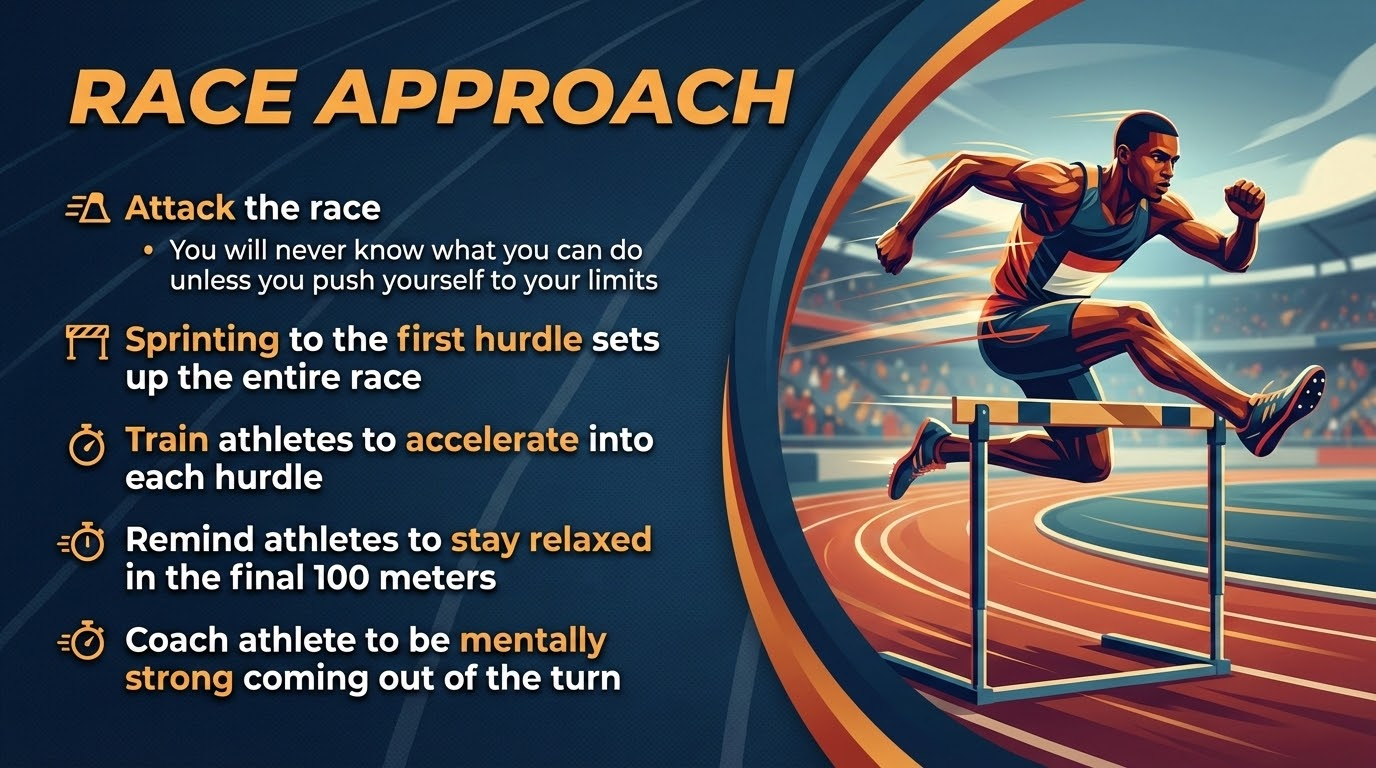 RACE APPROACH
Attack the race
• You will never know what you can do
unless you push yourself to your limits
Sprinting to the first hurdle sets
up the entire race
Train athletes to accelerate into
each hurdle
Remind athletes to stay relaxed
in the final 100 meters
Coach athlete to be mentally
strong coming out of the turn